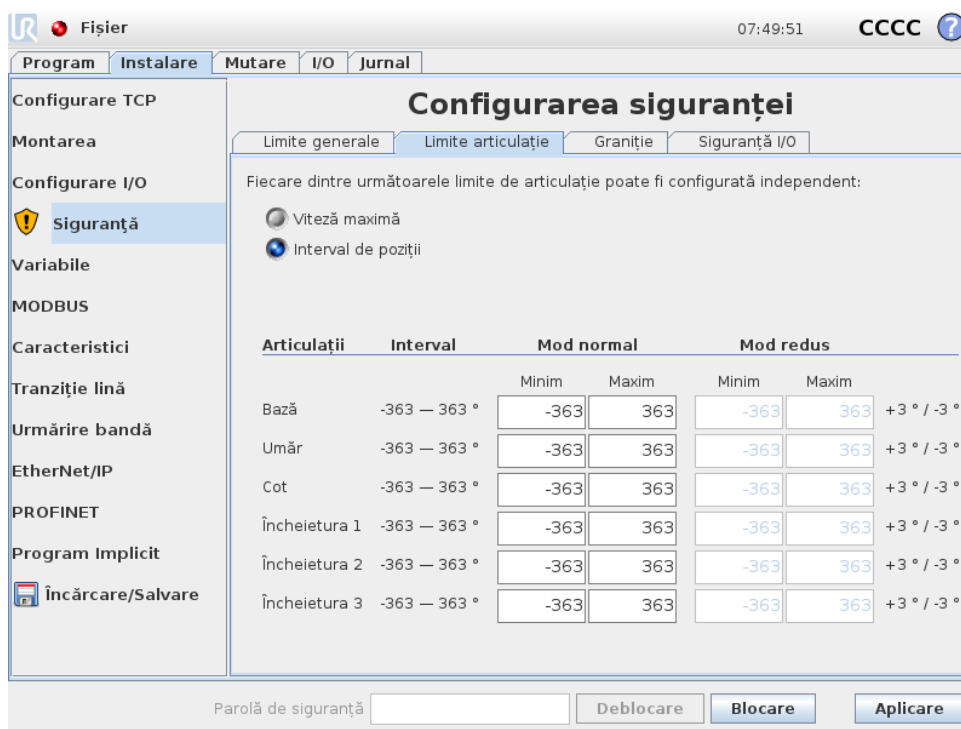 UR Fișier 07:49:51 CCCC ?
Program Instalare Mutare I/O Jurnal
Configurare TCP
Montarea
Configurare I/O
Siguranță
Variabile
MODBUS
Caracteristici
Tranziție lină
Urmărire bandă
EtherNet/IP
PROFINET
Program Implicit
Încărcare/Salvare
Configurarea siguranței
Limite generale Limite articulație Graniție Siguranță I/O
Fiecare dintre următoarele limite de articulație poate fi configurată independent:
Viteză maximă
Interval de poziții
Articulații Interval Mod normal Mod redus
Minim Maxim Minim Maxim
Bază -363 — 363 ° -363 363 -363 363 +3 ° / -3 °
Umăr -363 — 363 ° -363 363 -363 363 +3 ° / -3 °
Cot -363 — 363 ° -363 363 -363 363 +3 ° / -3 °
Încheietura 1 -363 — 363 ° -363 363 -363 363 +3 ° / -3 °
Încheietura 2 -363 — 363 ° -363 363 -363 363 +3 ° / -3 °
Încheietura 3 -363 — 363 ° -363 363 -363 363 +3 ° / -3 °
Parolă de siguranță Deblocare Blocare Aplicare